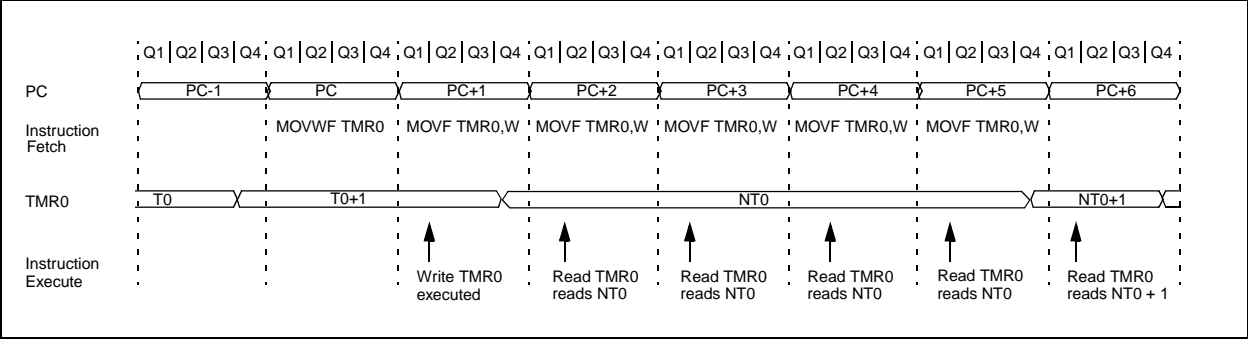 Q1 Q2 Q3 Q4 Q1 Q2 Q3 Q4 Q1 Q2 Q3 Q4 Q1 Q2 Q3 Q4 Q1 Q2 Q3 Q4 Q1 Q2 Q3 Q4 Q1 Q2 Q3 Q4 Q1 Q2 Q3 Q4
PC PC-1 PC PC+1 PC+2 PC+3 PC+4 PC+5 PC+6
Instruction
Fetch
MOVWF TMR0 MOVF TMR0,W MOVF TMR0,W MOVF TMR0,W MOVF TMR0,W MOVF TMR0,W
TMR0 T0 T0+1 NT0 NT0+1
Instruction
Execute
Write TMR0
executed
Read TMR0
reads NT0
Read TMR0
reads NT0
Read TMR0
reads NT0
Read TMR0
reads NT0
Read TMR0
reads NT0 + 1